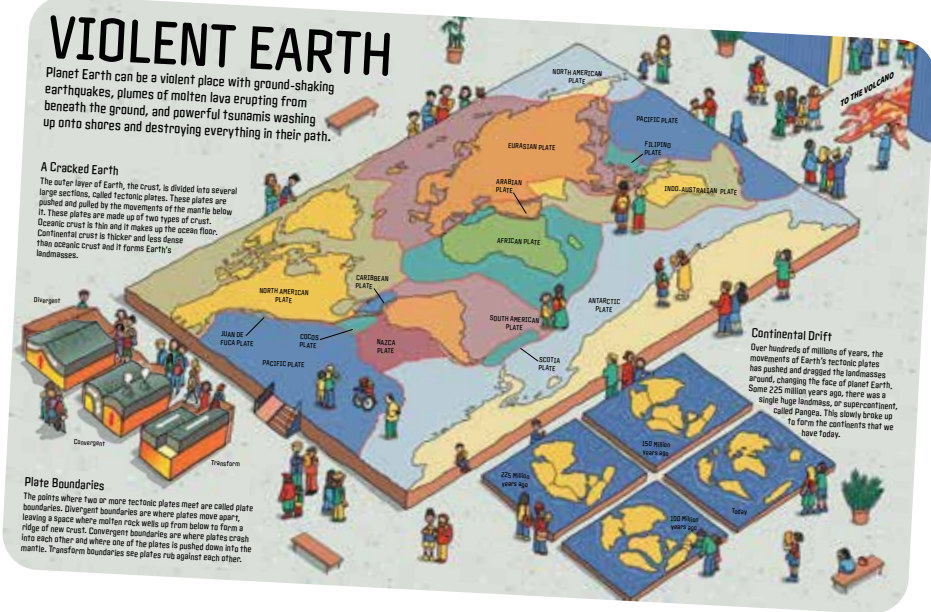 VIOLENT EARTH
Planet Earth can be a violent place with ground-shaking
earthquakes, plumes of molten lava erupting from
beneath the ground, and powerful tsunamis washing
up onto shores and destroying everything in their path.
A Cracked Earth
The outer layer of Earth, the crust, is divided into several
large sections, called tectonic plates. These plates are
pushed and pulled by the movements of the mantle below
it. These plates are made up of two types of crust.
Oceanic crust is thin and it makes up the ocean floor.
Continental crust is thicker and less dense
than oceanic crust and it forms Earth's
landmasses.
NORTH AMERICAN
PLATE
PACIFIC PLATE
FILIPINO
PLATE
EURASIAN PLATE
ARABIAN
PLATE
INDO-AUSTRALIAN PLATE
AFRICAN PLATE
TO THE VOLCANO
CARIBBEAN
PLATE
NORTH AMERICAN
PLATE
ANTARCTIC
PLATE
SOUTH AMERICAN
PLATE
JUAN DE
FUCA PLATE
COCOS
PLATE
NAZCA
PLATE
SCOTIA
PLATE
PACIFIC PLATE
Divergent
Convergent
Transform
Continental Drift
Over hundreds of millions of years, the
movements of Earth's tectonic plates
has pushed and dragged the landmasses
around, changing the face of planet Earth.
Some 225 million years ago, there was a
single huge landmass, or supercontinent,
called Pangea. This slowly broke up
to form the continents that we
have today.
150 Million
years ago
225 Million
years ago
Today
100 Million
years ago
Plate Boundaries
The points where two or more tectonic plates meet are called plate
boundaries. Divergent boundaries are where plates move apart,
leaving a space where molten rock wells up from below to form a
ridge of new crust. Convergent boundaries are where plates crash
into each other and where one of the plates is pushed down into the
mantle. Transform boundaries see plates rub against each other.